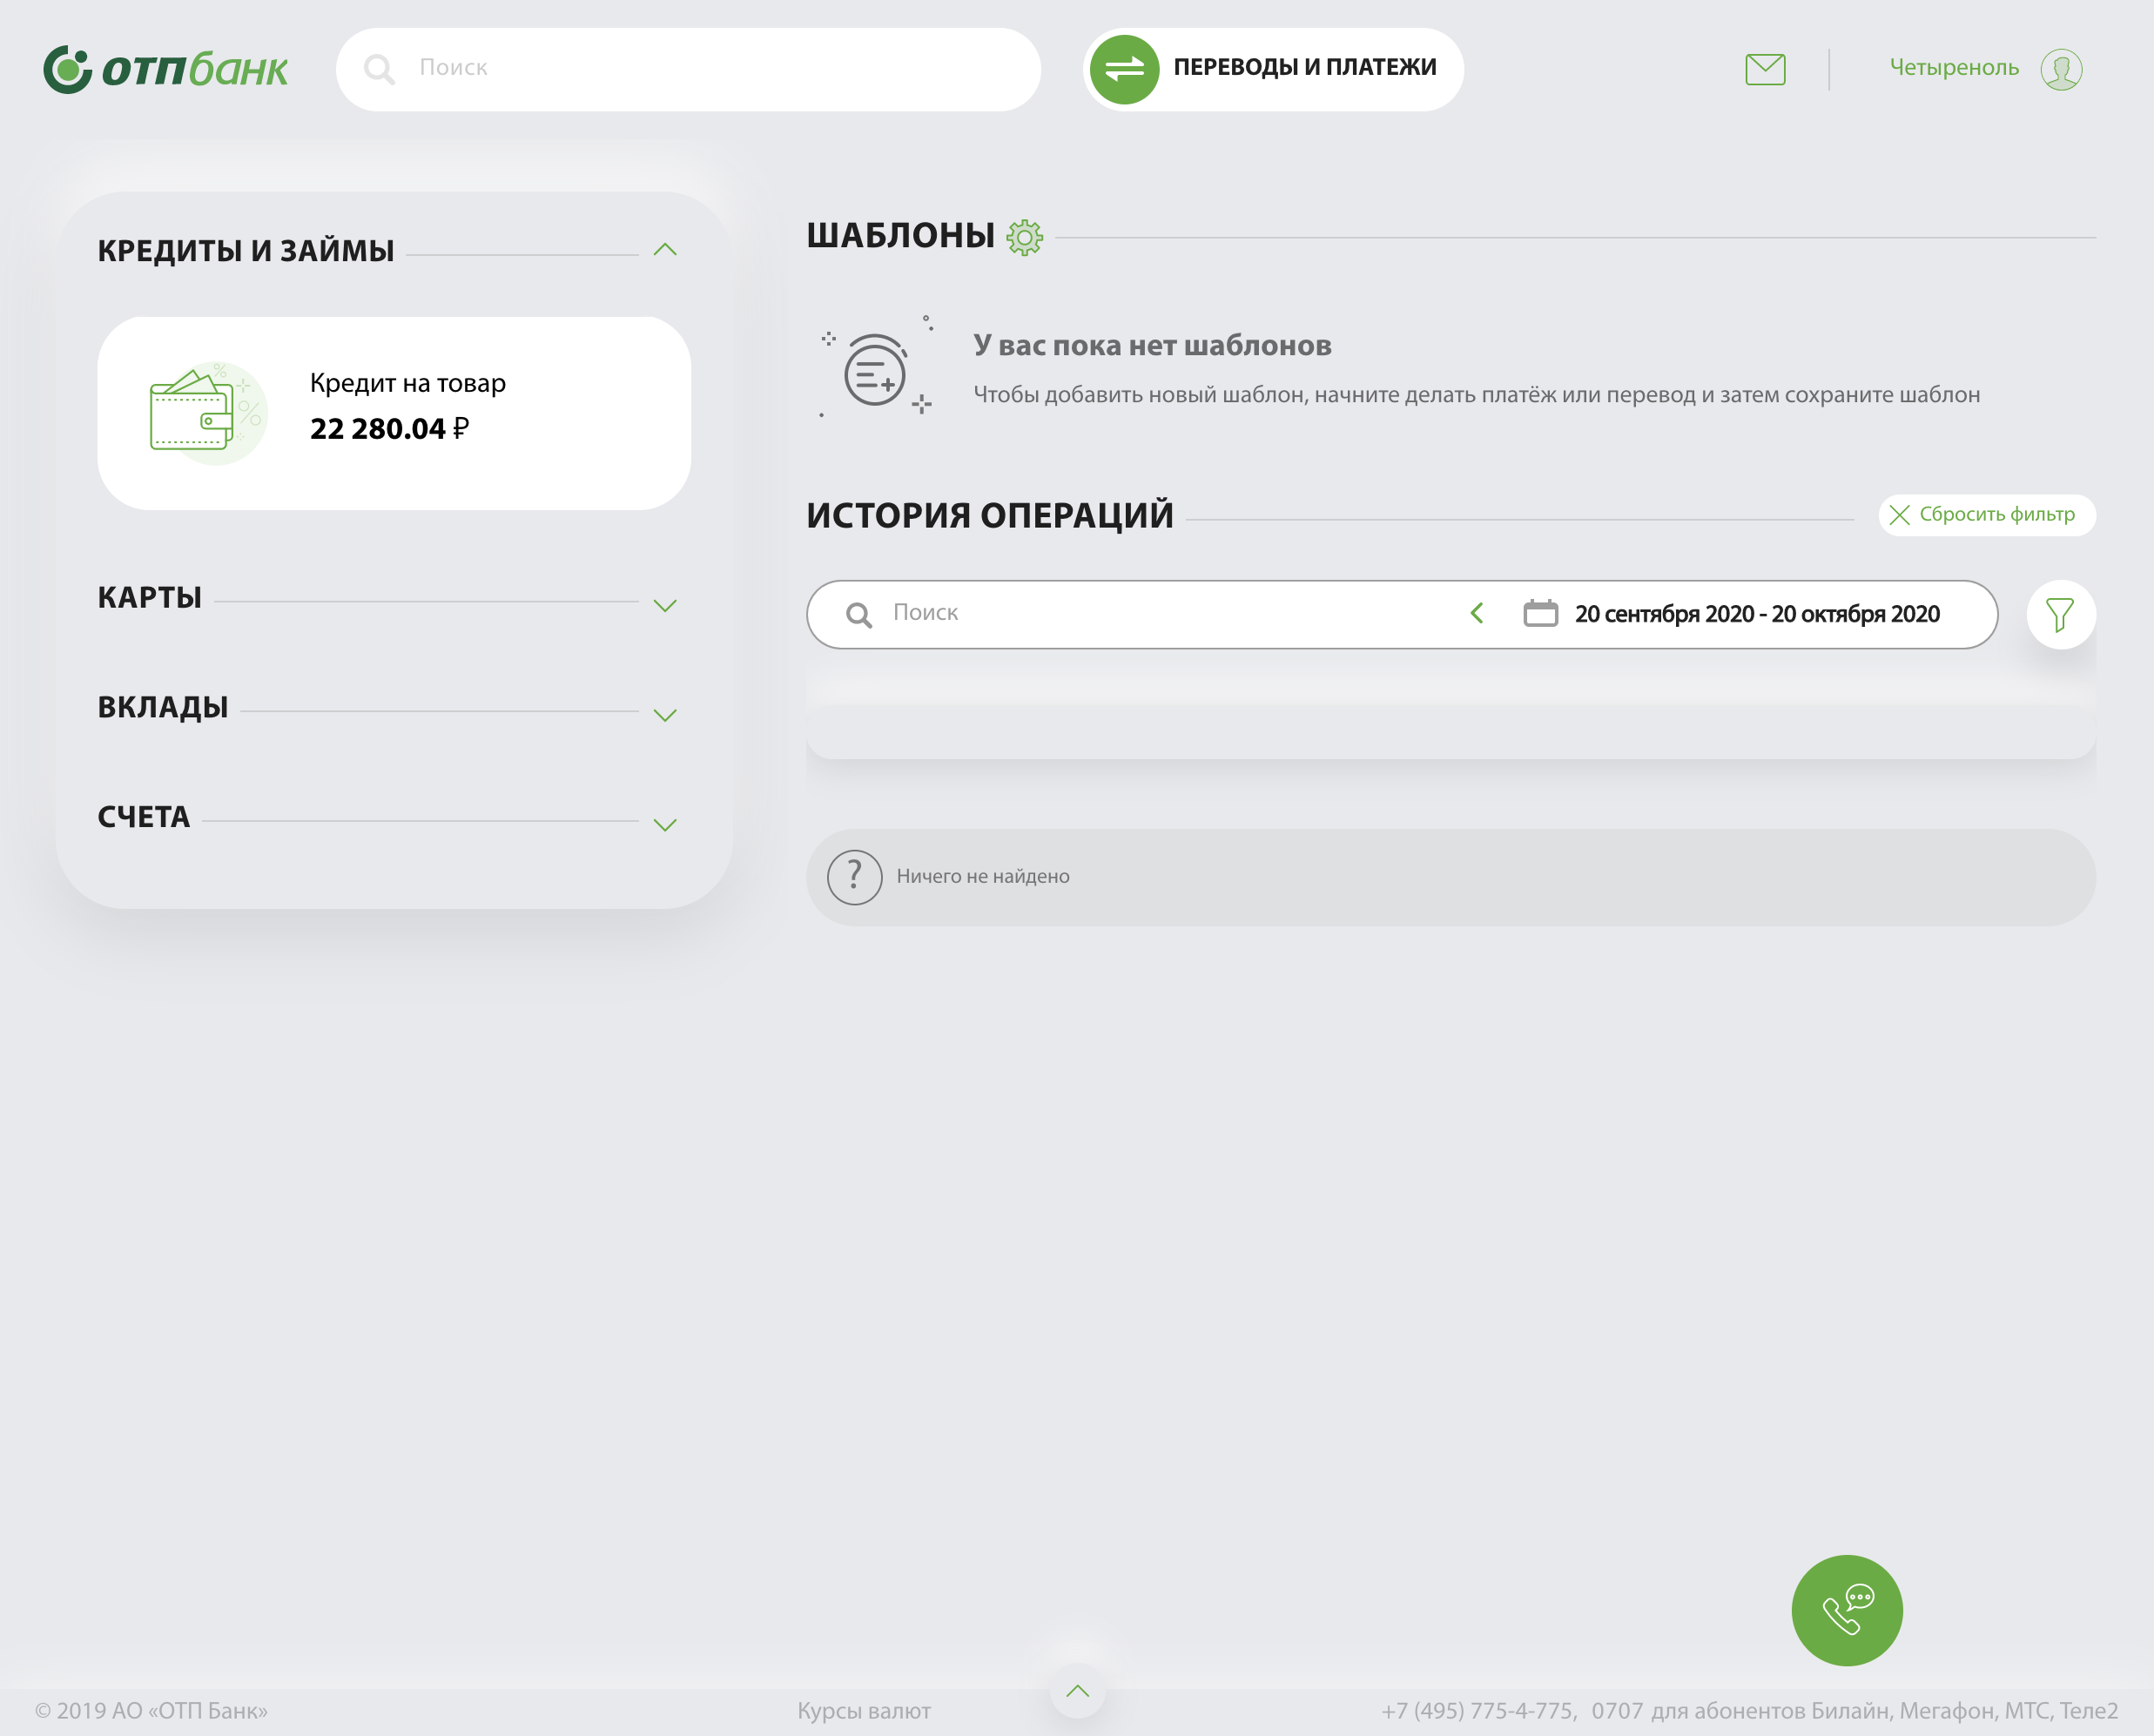 ОТПбанк
Поиск
ПЕРЕВОДЫ И ПЛАТЕЖИ
Четыреноль
КРЕДИТЫ И ЗАЙМЫ
Кредит на товар
22 280.04 ₽
КАРТЫ
ВКЛАДЫ
СЧЕТА
ШАБЛОНЫ
У вас пока нет шаблонов
Чтобы добавить новый шаблон, начните делать платёж или перевод и затем сохраните шаблон
ИСТОРИЯ ОПЕРАЦИЙ
Сбросить фильтр
Поиск
20 сентября 2020 - 20 октября 2020
? Ничего не найдено
© 2019 АО «ОТП Банк»
Курсы валют
+7 (495) 775-4-775, 0707 для абонентов Билайн, Мегафон, МТС, Теле2